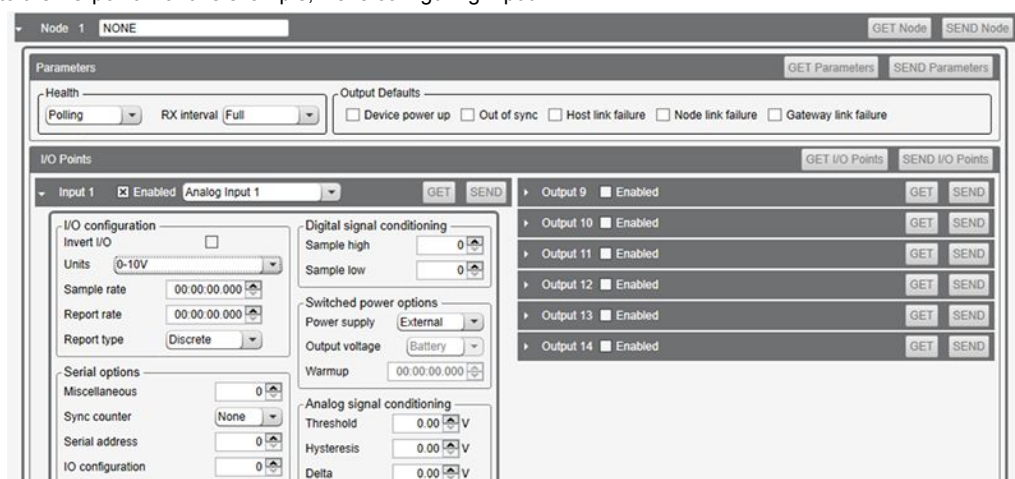 Node 1 NONE GET Node SEND Node
Parameters GET Parameters SEND Parameters
Health Output Defaults
Polling RX interval Full Device power up Out of sync Host link failure Node link failure Gateway link failure
I/O Points GET I/O Points SEND I/O Points
Input 1 Enabled Analog Input 1 GET SEND
I/O configuration
Invert I/O
Units 0-10V
Sample rate 00:00:00.000
Report rate 00:00:00.000
Report type Discrete
Serial options
Miscellaneous 0
Sync counter None
Serial address 0
IO configuration 0
Digital signal conditioning
Sample high 0
Sample low 0
Switched power options
Power supply External
Output voltage Battery
Warmup 00:00:00.000
Analog signal conditioning
Threshold 0.00 V
Hysteresis 0.00 V
Delta 0.00 V
Output 9 Enabled GET SEND
Output 10 Enabled GET SEND
Output 11 Enabled GET SEND
Output 12 Enabled GET SEND
Output 13 Enabled GET SEND
Output 14 Enabled GET SEND